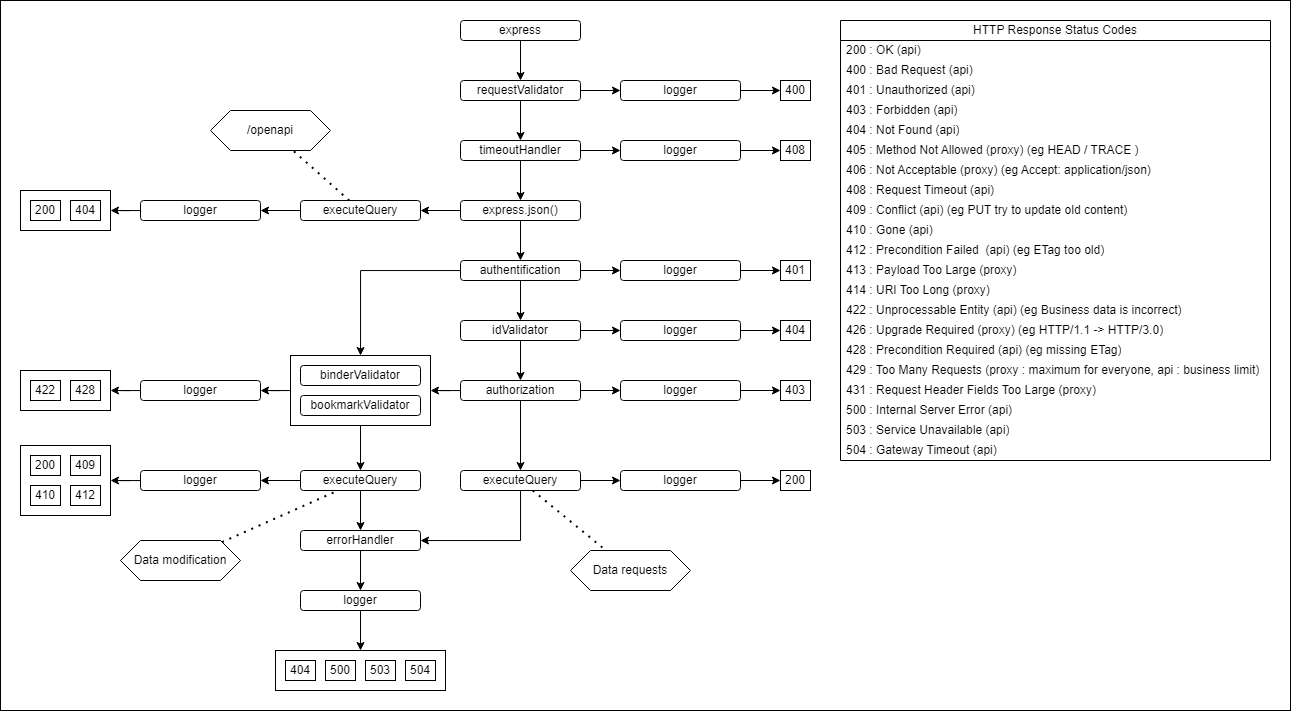 express
requestValidator
logger
400
/openapi
timeoutHandler
logger
408
200 404
logger
executeQuery
express.json()
authentification
logger
401
idValidator
logger
404
binderValidator
bookmarkValidator
422 428
logger
authorization
logger
403
200 409
410 412
logger
executeQuery
executeQuery
logger
200
Data modification
errorHandler
Data requests
logger
404 500 503 504
HTTP Response Status Codes
200 : OK (api)
400 : Bad Request (api)
401 : Unauthorized (api)
403 : Forbidden (api)
404 : Not Found (api)
405 : Method Not Allowed (proxy) (eg HEAD / TRACE )
406 : Not Acceptable (proxy) (eg Accept: application/json)
408 : Request Timeout (api)
409 : Conflict (api) (eg PUT try to update old content)
410 : Gone (api)
412 : Precondition Failed  (api) (eg ETag too old)
413 : Payload Too Large (proxy)
414 : URI Too Long (proxy)
422 : Unprocessable Entity (api) (eg Business data is incorrect)
426 : Upgrade Required (proxy) (eg HTTP/1.1 -> HTTP/3.0)
428 : Precondition Required (api) (eg missing ETag)
429 : Too Many Requests (proxy : maximum for everyone, api : business limit)
431 : Request Header Fields Too Large (proxy)
500 : Internal Server Error (api)
503 : Service Unavailable (api)
504 : Gateway Timeout (api)